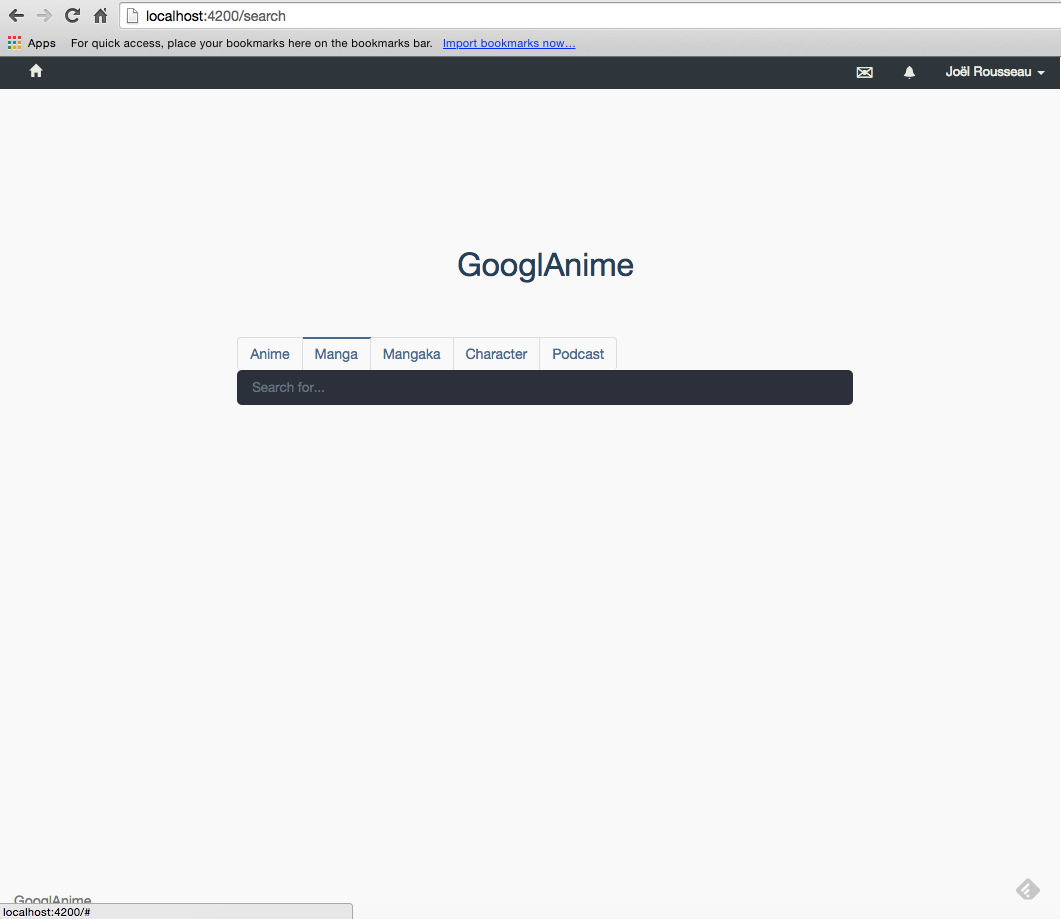 localhost:4200/search
Apps For quick access, place your bookmarks here on the bookmarks bar. Import bookmarks now...
Joël Rousseau
GooglAnime
Anime Manga Mangaka Character Podcast
Search for...
GooglAnime
localhost:4200/#